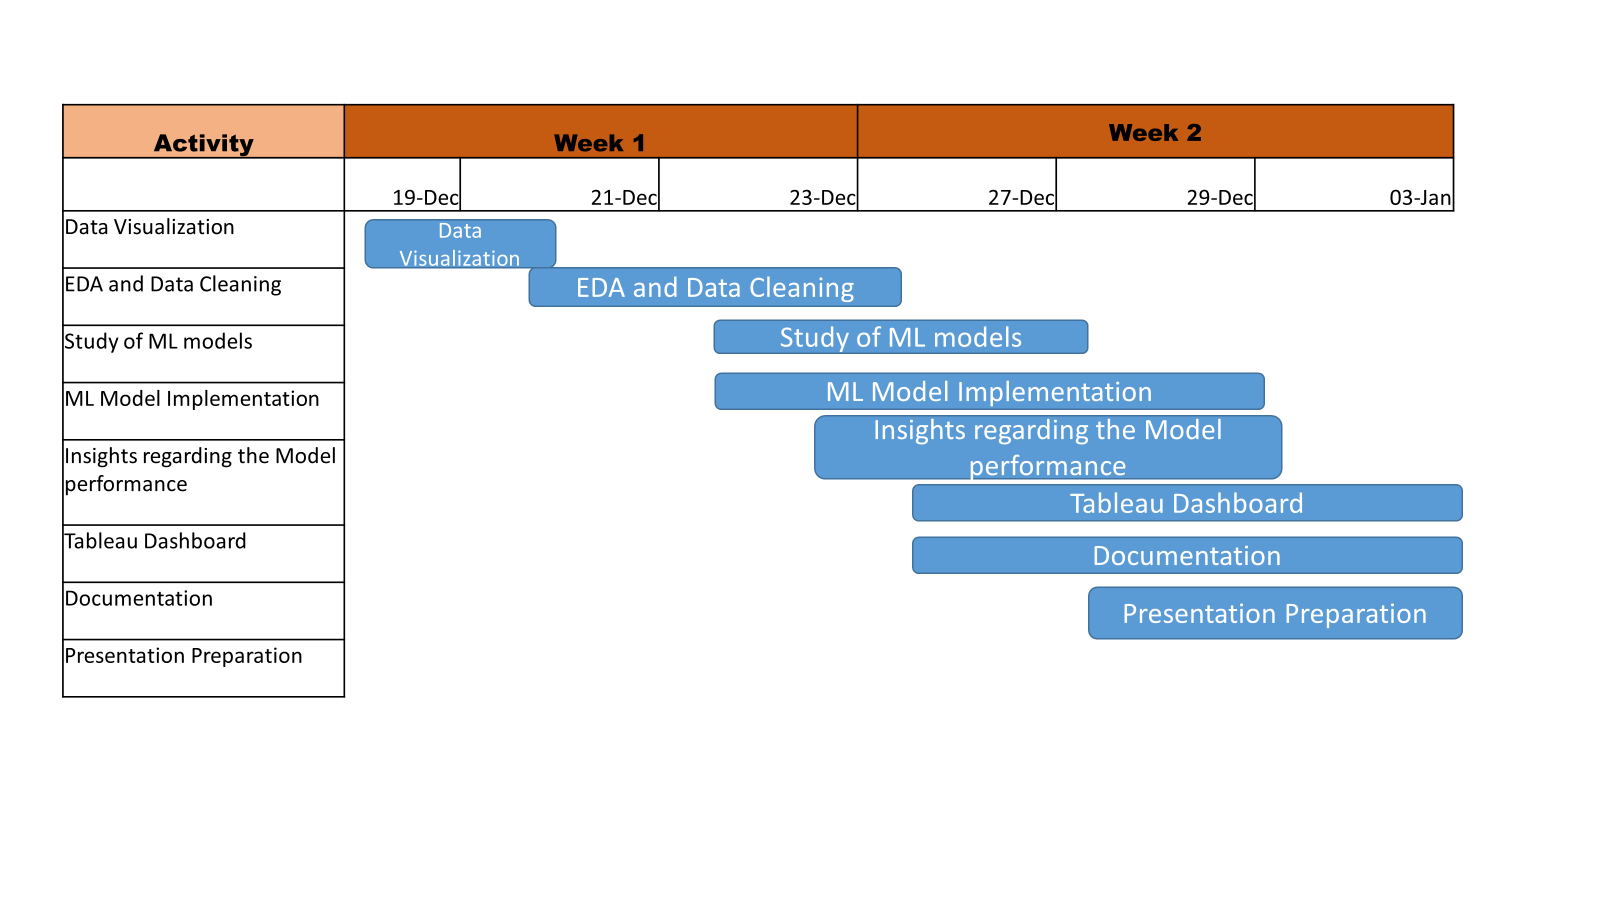 Activity
Week 1
Week 2
19-Dec
21-Dec
23-Dec
27-Dec
29-Dec
03-Jan
Data Visualization
Data
Visualization
EDA and Data Cleaning
EDA and Data Cleaning
Study of ML models
Study of ML models
ML Model Implementation
ML Model Implementation
Insights regarding the Model
performance
Insights regarding the Model
performance
Tableau Dashboard
Tableau Dashboard
Documentation
Documentation
Presentation Preparation
Presentation Preparation